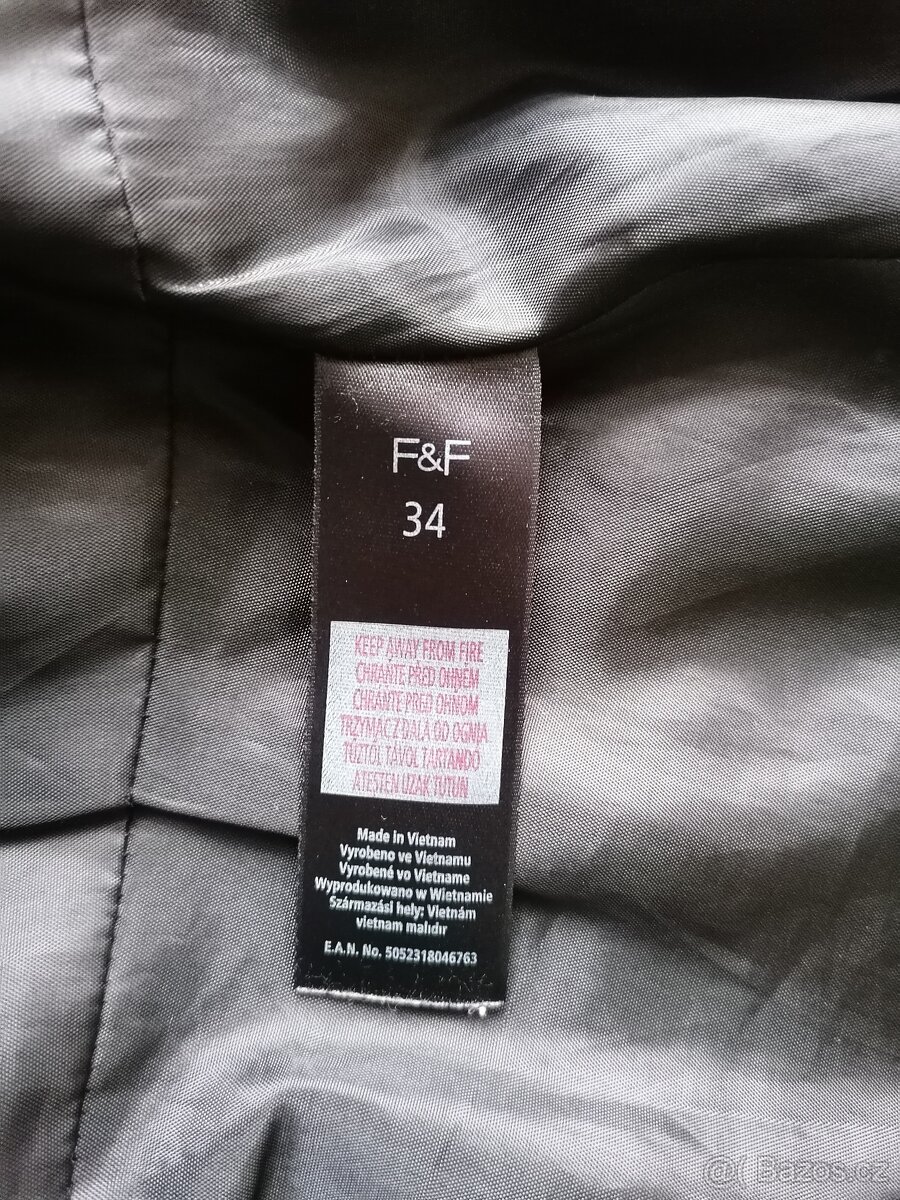 F&F
34
KEEP AWAY FROM FIRE
CHRAŇTE PŘED OHNĚM
CHRÁŇTE PRED OHŇOM
TRZYMAĆ Z DALA OD OGNIA
TŰZTŐL TÁVOL TARTANDÓ
ATEŞTEN UZAK TUTUN
Made in Vietnam
Vyrobeno ve Vietnamu
Vyrobené vo Vietname
Wyprodukowano w Wietnamie
Származási hely: Vietnám
vietnam malıdır
E.A.N. No. 5052318046763
@( Bazos.cz